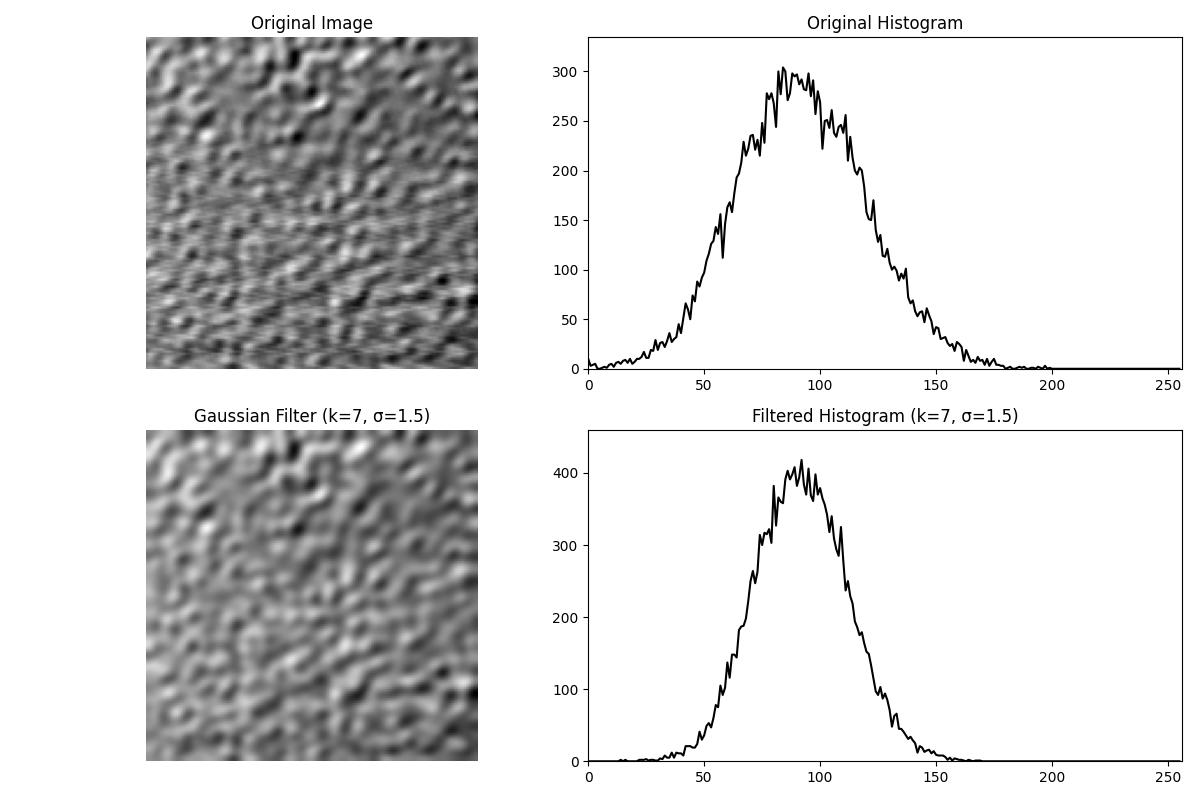 Original Image
Original Histogram
300
250
200
150
100
50
0
0 50 100 150 200 250
Gaussian Filter (k=7, σ=1.5)
Filtered Histogram (k=7, σ=1.5)
400
300
200
100
0
0 50 100 150 200 250